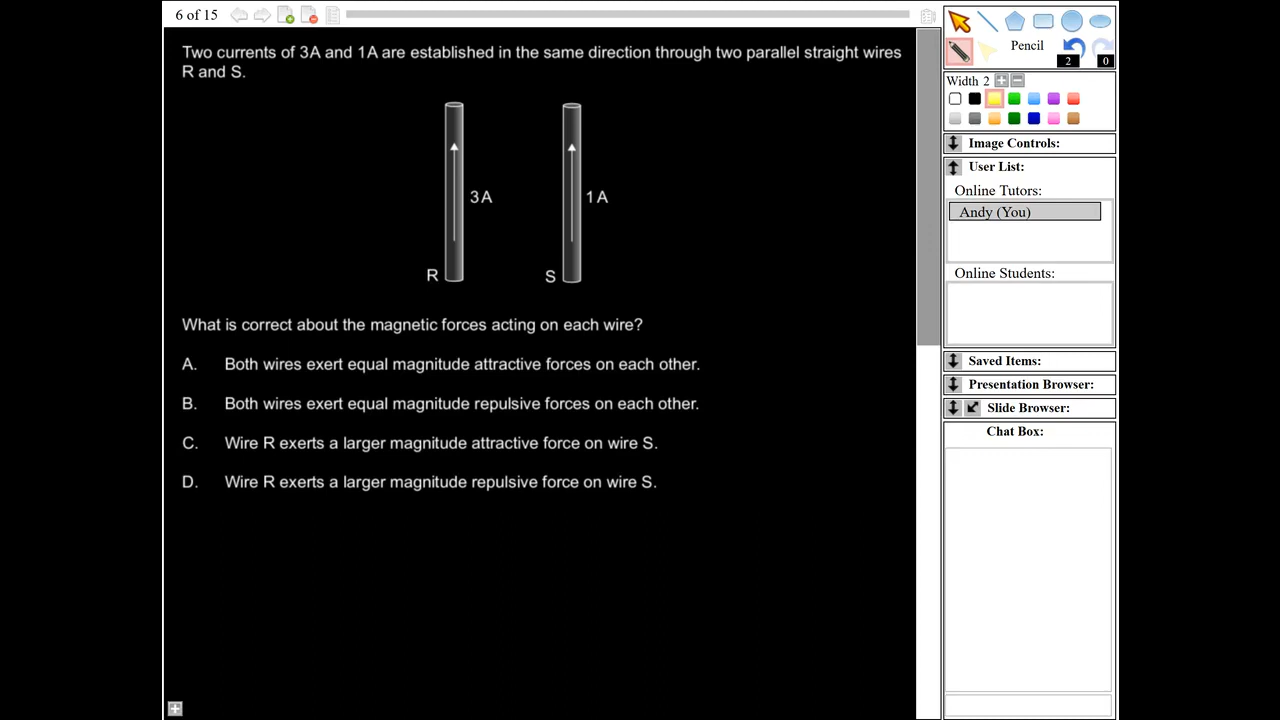 6 of 15
Two currents of 3A and 1A are established in the same direction through two parallel straight wires
R and S.
3 A
1 A
R
S
What is correct about the magnetic forces acting on each wire?
A. Both wires exert equal magnitude attractive forces on each other.
B. Both wires exert equal magnitude repulsive forces on each other.
C. Wire R exerts a larger magnitude attractive force on wire S.
D. Wire R exerts a larger magnitude repulsive force on wire S.
Pencil
2
0
Width 2
Image Controls:
User List:
Online Tutors:
Andy (You)
Online Students:
Saved Items:
Presentation Browser:
Slide Browser:
Chat Box: